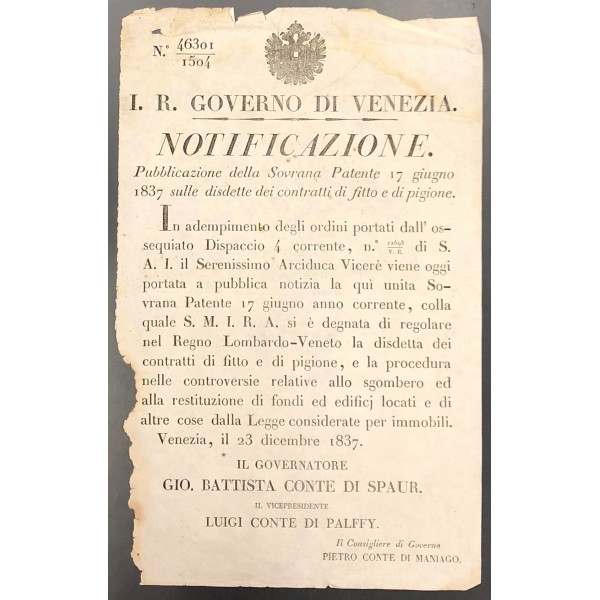 N.° 46301
1504
I. R. GOVERNO DI VENEZIA.
NOTIFICAZIONE.
Pubblicazione della Sovrana Patente 17 giugno
1837 sulle disdette dei contratti di fitto e di pigione.
In adempimento degli ordini portati dall' os-
sequiato Dispaccio 4 corrente, n.° 12698/V. R. di S.
A. I. il Serenissimo Arciduca Vicerè viene oggi
portata a pubblica notizia la quì unita So-
vrana Patente 17 giugno anno corrente, colla
quale S. M. I. R. A. si è degnata di regolare
nel Regno Lombardo-Veneto la disdetta dei
contratti di fitto e di pigione, e la procedura
nelle controversie relative allo sgombero ed
alla restituzione di fondi ed edificj locati e di
altre cose dalla Legge considerate per immobili.
Venezia, il 23 dicembre 1837.
IL GOVERNATORE
GIO. BATTISTA CONTE DI SPAUR.
IL VICEPRESIDENTE
LUIGI CONTE DI PALFFY.
Il Consigliere di Governo
PIETRO CONTE DI MANIAGO.